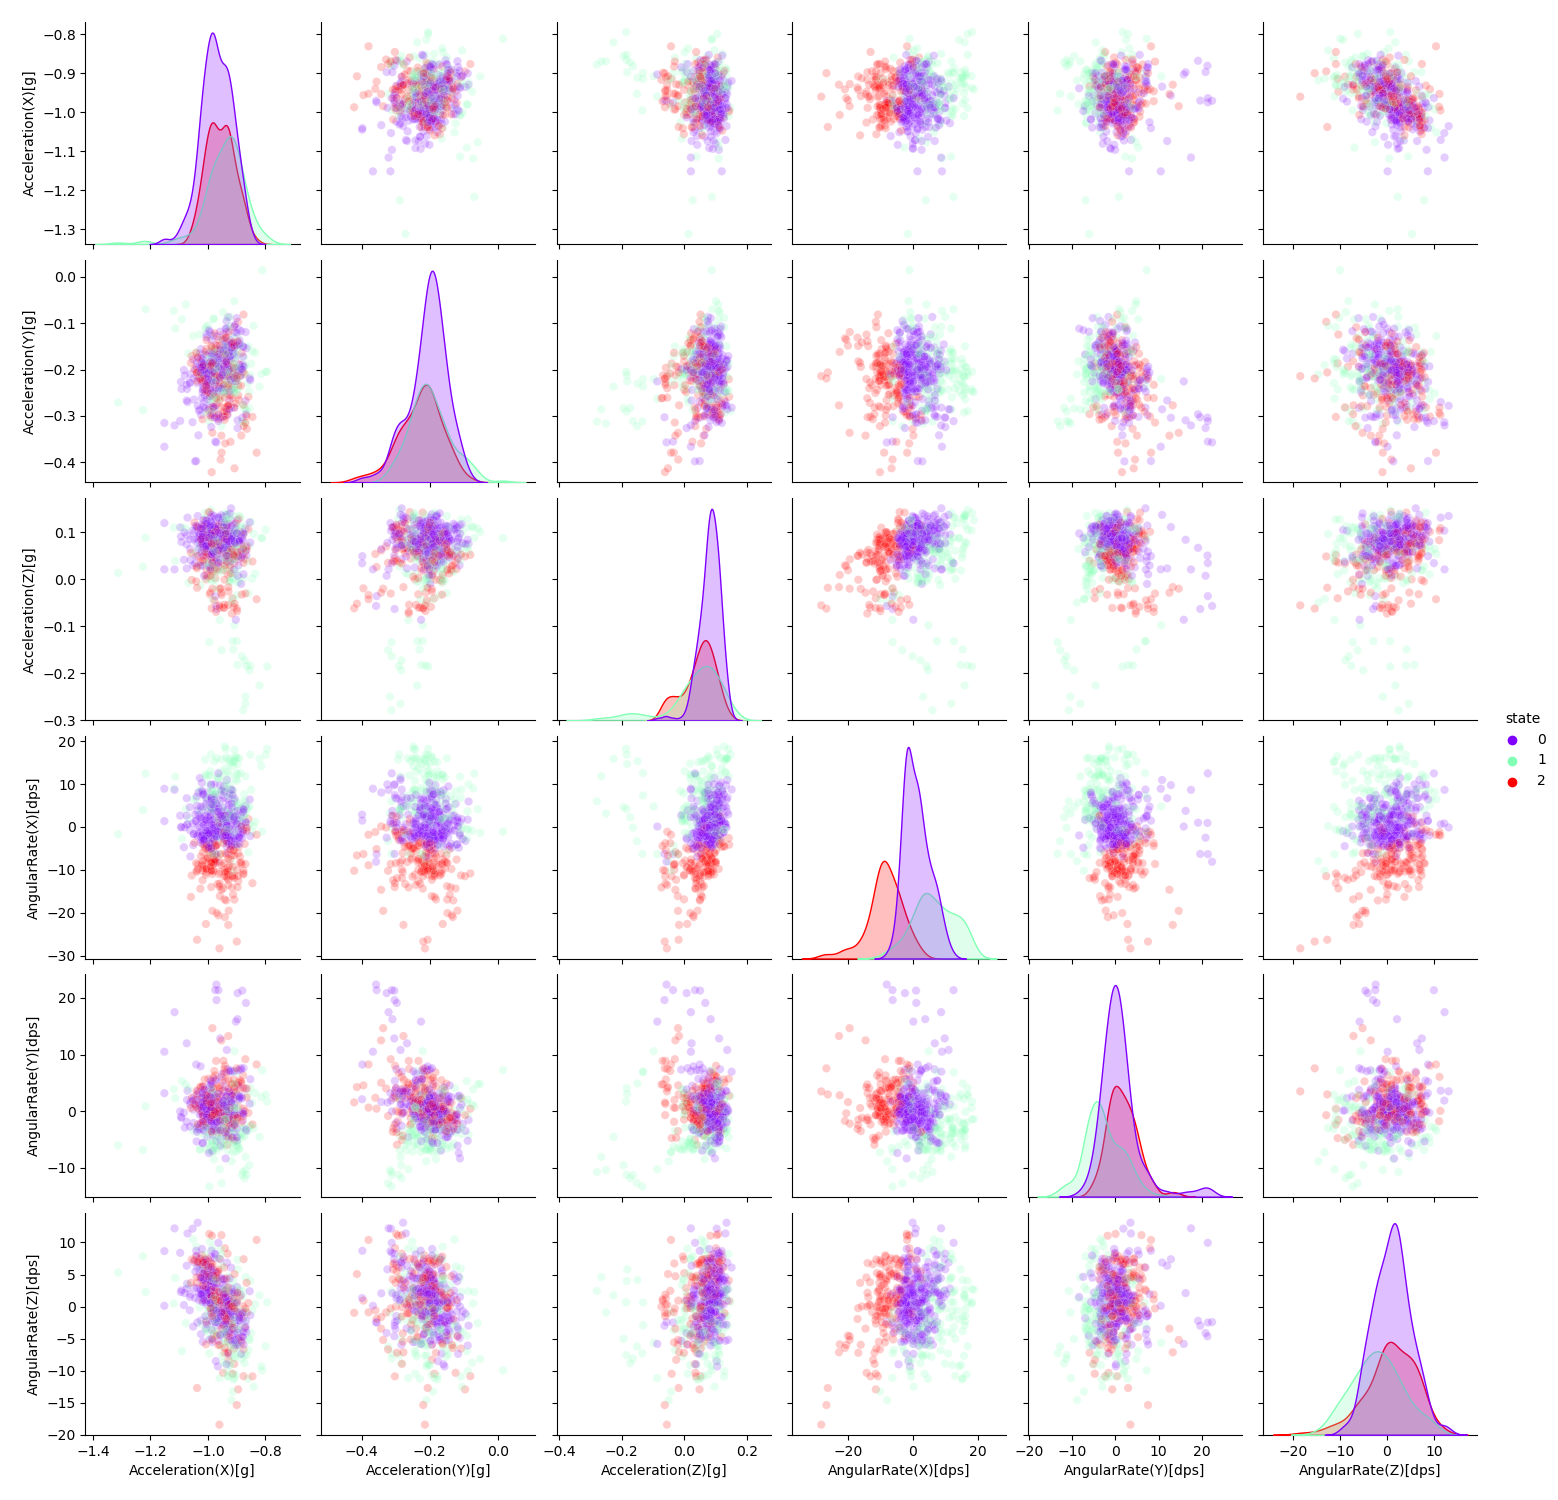 −0.8
−0.9
−1.0
−1.1
−1.2
−1.3
Acceleration(X)[g]
0.0
−0.1
−0.2
−0.3
−0.4
Acceleration(Y)[g]
0.1
0.0
−0.1
−0.2
−0.3
Acceleration(Z)[g]
state
0
1
2
20
10
0
−10
−20
−30
AngularRate(X)[dps]
20
10
0
−10
AngularRate(Y)[dps]
10
5
0
−5
−10
−15
−20
AngularRate(Z)[dps]
−1.4 −1.2 −1.0 −0.8
−0.4 −0.2 0.0
−0.4 −0.2 0.0 0.2
−20 0 20
−20 −10 0 10 20
−20 −10 0 10
Acceleration(X)[g]
Acceleration(Y)[g]
Acceleration(Z)[g]
AngularRate(X)[dps]
AngularRate(Y)[dps]
AngularRate(Z)[dps]